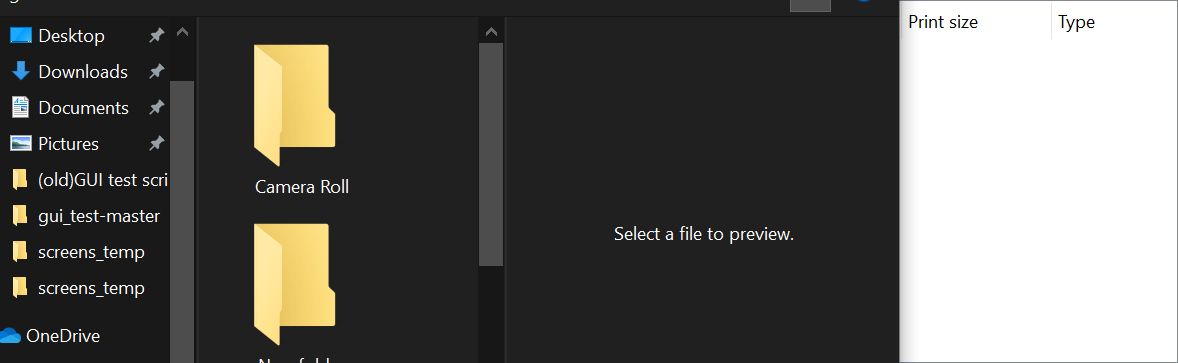 Desktop
Downloads
Documents
Pictures
(old)GUI test scri
gui_test-master
screens_temp
screens_temp
OneDrive
Camera Roll
Select a file to preview.
Print size
Type